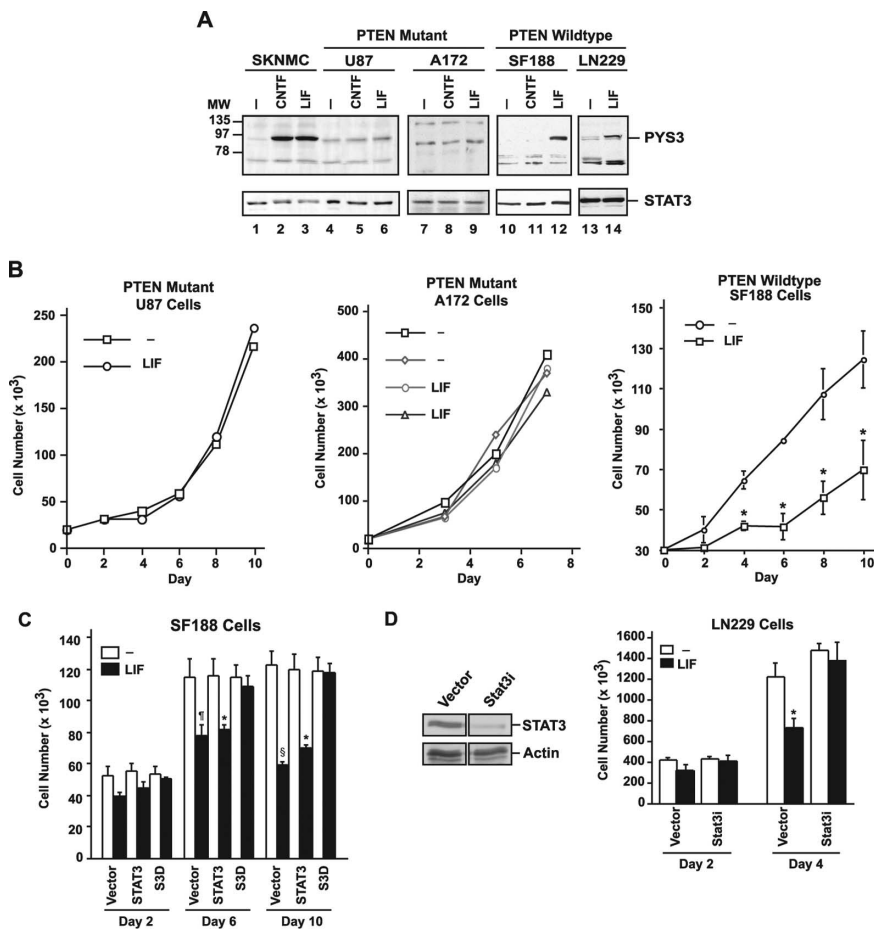 A
PTEN Mutant PTEN Wildtype
SKNMC U87 A172 SF188 LN229
MW – CNTF LIF – CNTF LIF – CNTF LIF – CNTF LIF – LIF
135
97
78
PYS3
STAT3
1 2 3 4 5 6 7 8 9 10 11 12 13 14
B
PTEN Mutant
U87 Cells
250
200
150
100
50
0
0 2 4 6 8 10
Cell Number (x 10³)
Day
–
LIF
PTEN Mutant
A172 Cells
500
400
300
200
100
0
0 2 4 6 8
Cell Number (x 10³)
Day
–
–
LIF
LIF
PTEN Wildtype
SF188 Cells
150
130
110
90
70
50
30
0 2 4 6 8 10
Cell Number (x 10³)
Day
–
LIF
* * * *
C
SF188 Cells
–
LIF
140
120
100
80
60
40
20
0
Cell Number (x 10³)
¶ * § *
Vector STAT3 S3D Vector STAT3 S3D Vector STAT3 S3D
Day 2 Day 6 Day 10
D
Vector Stat3i
STAT3
Actin
LN229 Cells
–
LIF
1600
1400
1200
1000
800
600
400
200
0
Cell Number (x 10³)
*
Vector Stat3i Vector Stat3i
Day 2 Day 4